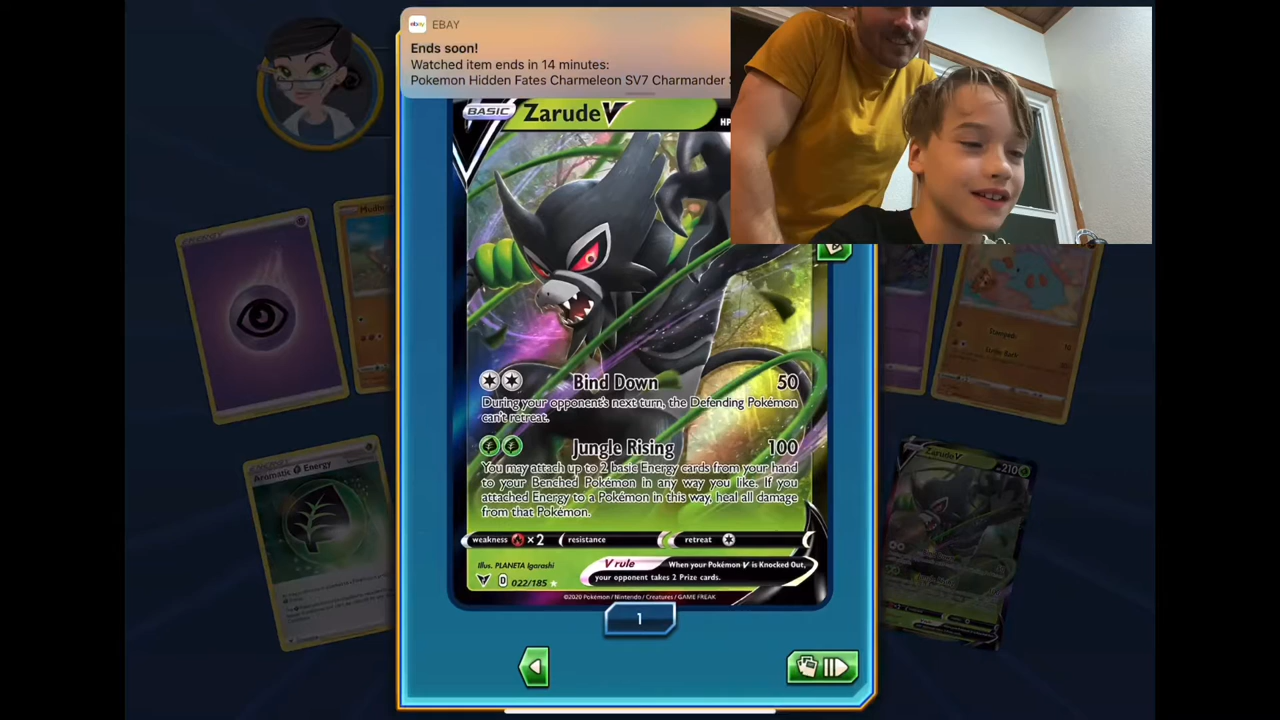 EBAY
Ends soon!
Watched item ends in 14 minutes:
Pokemon Hidden Fates Charmeleon SV7 Charmander
BASIC
Zarude V
HP
Bind Down 50
During your opponent's next turn, the Defending Pokémon
can't retreat.
Jungle Rising 100
You may attach up to 2 basic Energy cards from your hand
to your Benched Pokémon in any way you like. If you
attached Energy to a Pokémon in this way, heal all damage
from that Pokémon.
weakness ×2 resistance retreat
Illus. PLANETA Igarashi
V rule When your Pokémon V is Knocked Out,
your opponent takes 2 Prize cards.
D 022/185
©2020 Pokémon / Nintendo / Creatures / GAME FREAK
1
Aromatic Energy
Zarude V 210